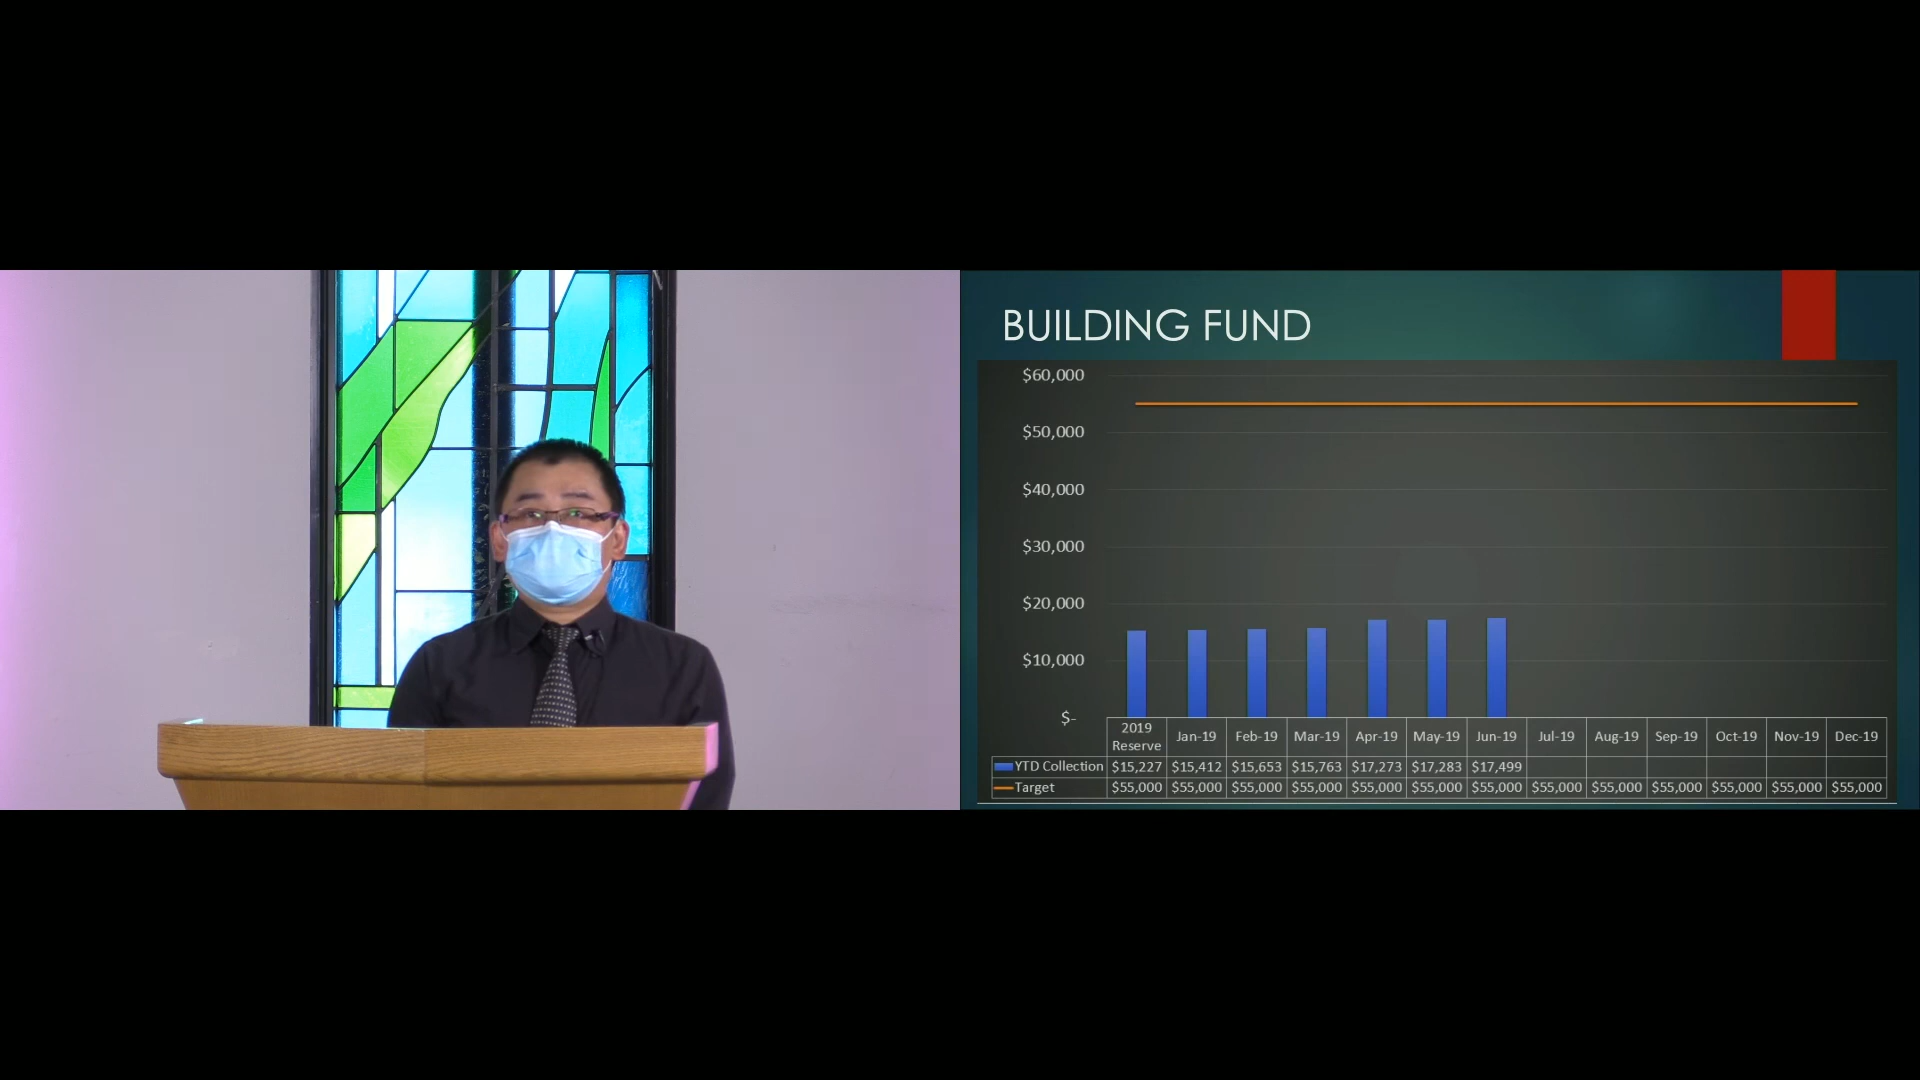 BUILDING FUND
$60,000
$50,000
$40,000
$30,000
$20,000
$10,000
$-
2019 Reserve Jan-19 Feb-19 Mar-19 Apr-19 May-19 Jun-19 Jul-19 Aug-19 Sep-19 Oct-19 Nov-19 Dec-19
YTD Collection $15,227 $15,412 $15,653 $15,763 $17,273 $17,283 $17,499
Target $55,000 $55,000 $55,000 $55,000 $55,000 $55,000 $55,000 $55,000 $55,000 $55,000 $55,000 $55,000 $55,000